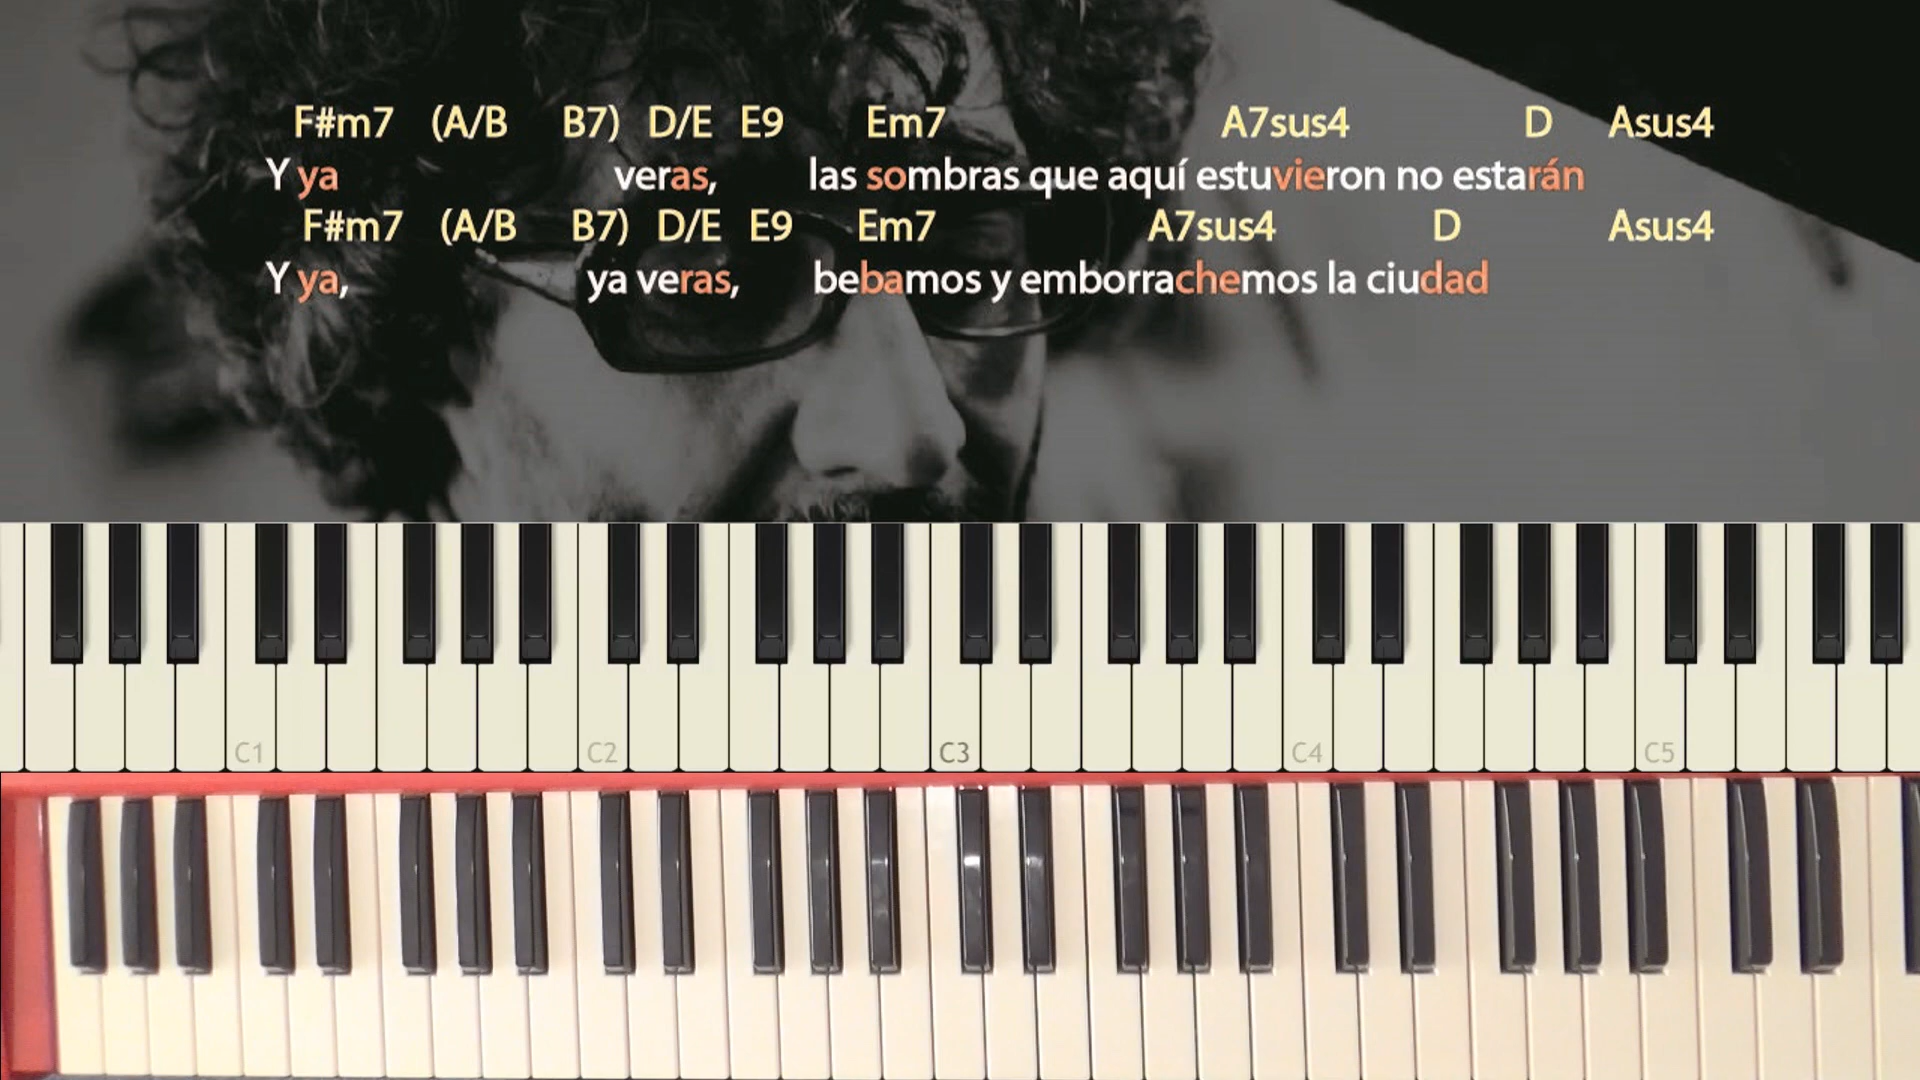 F#m7 (A/B B7) D/E E9 Em7 A7sus4 D Asus4
Y ya veras, las sombras que aquí estuvieron no estarán
F#m7 (A/B B7) D/E E9 Em7 A7sus4 D Asus4
Y ya, ya veras, bebamos y emborrachemos la ciudad
C1 C2 C3 C4 C5